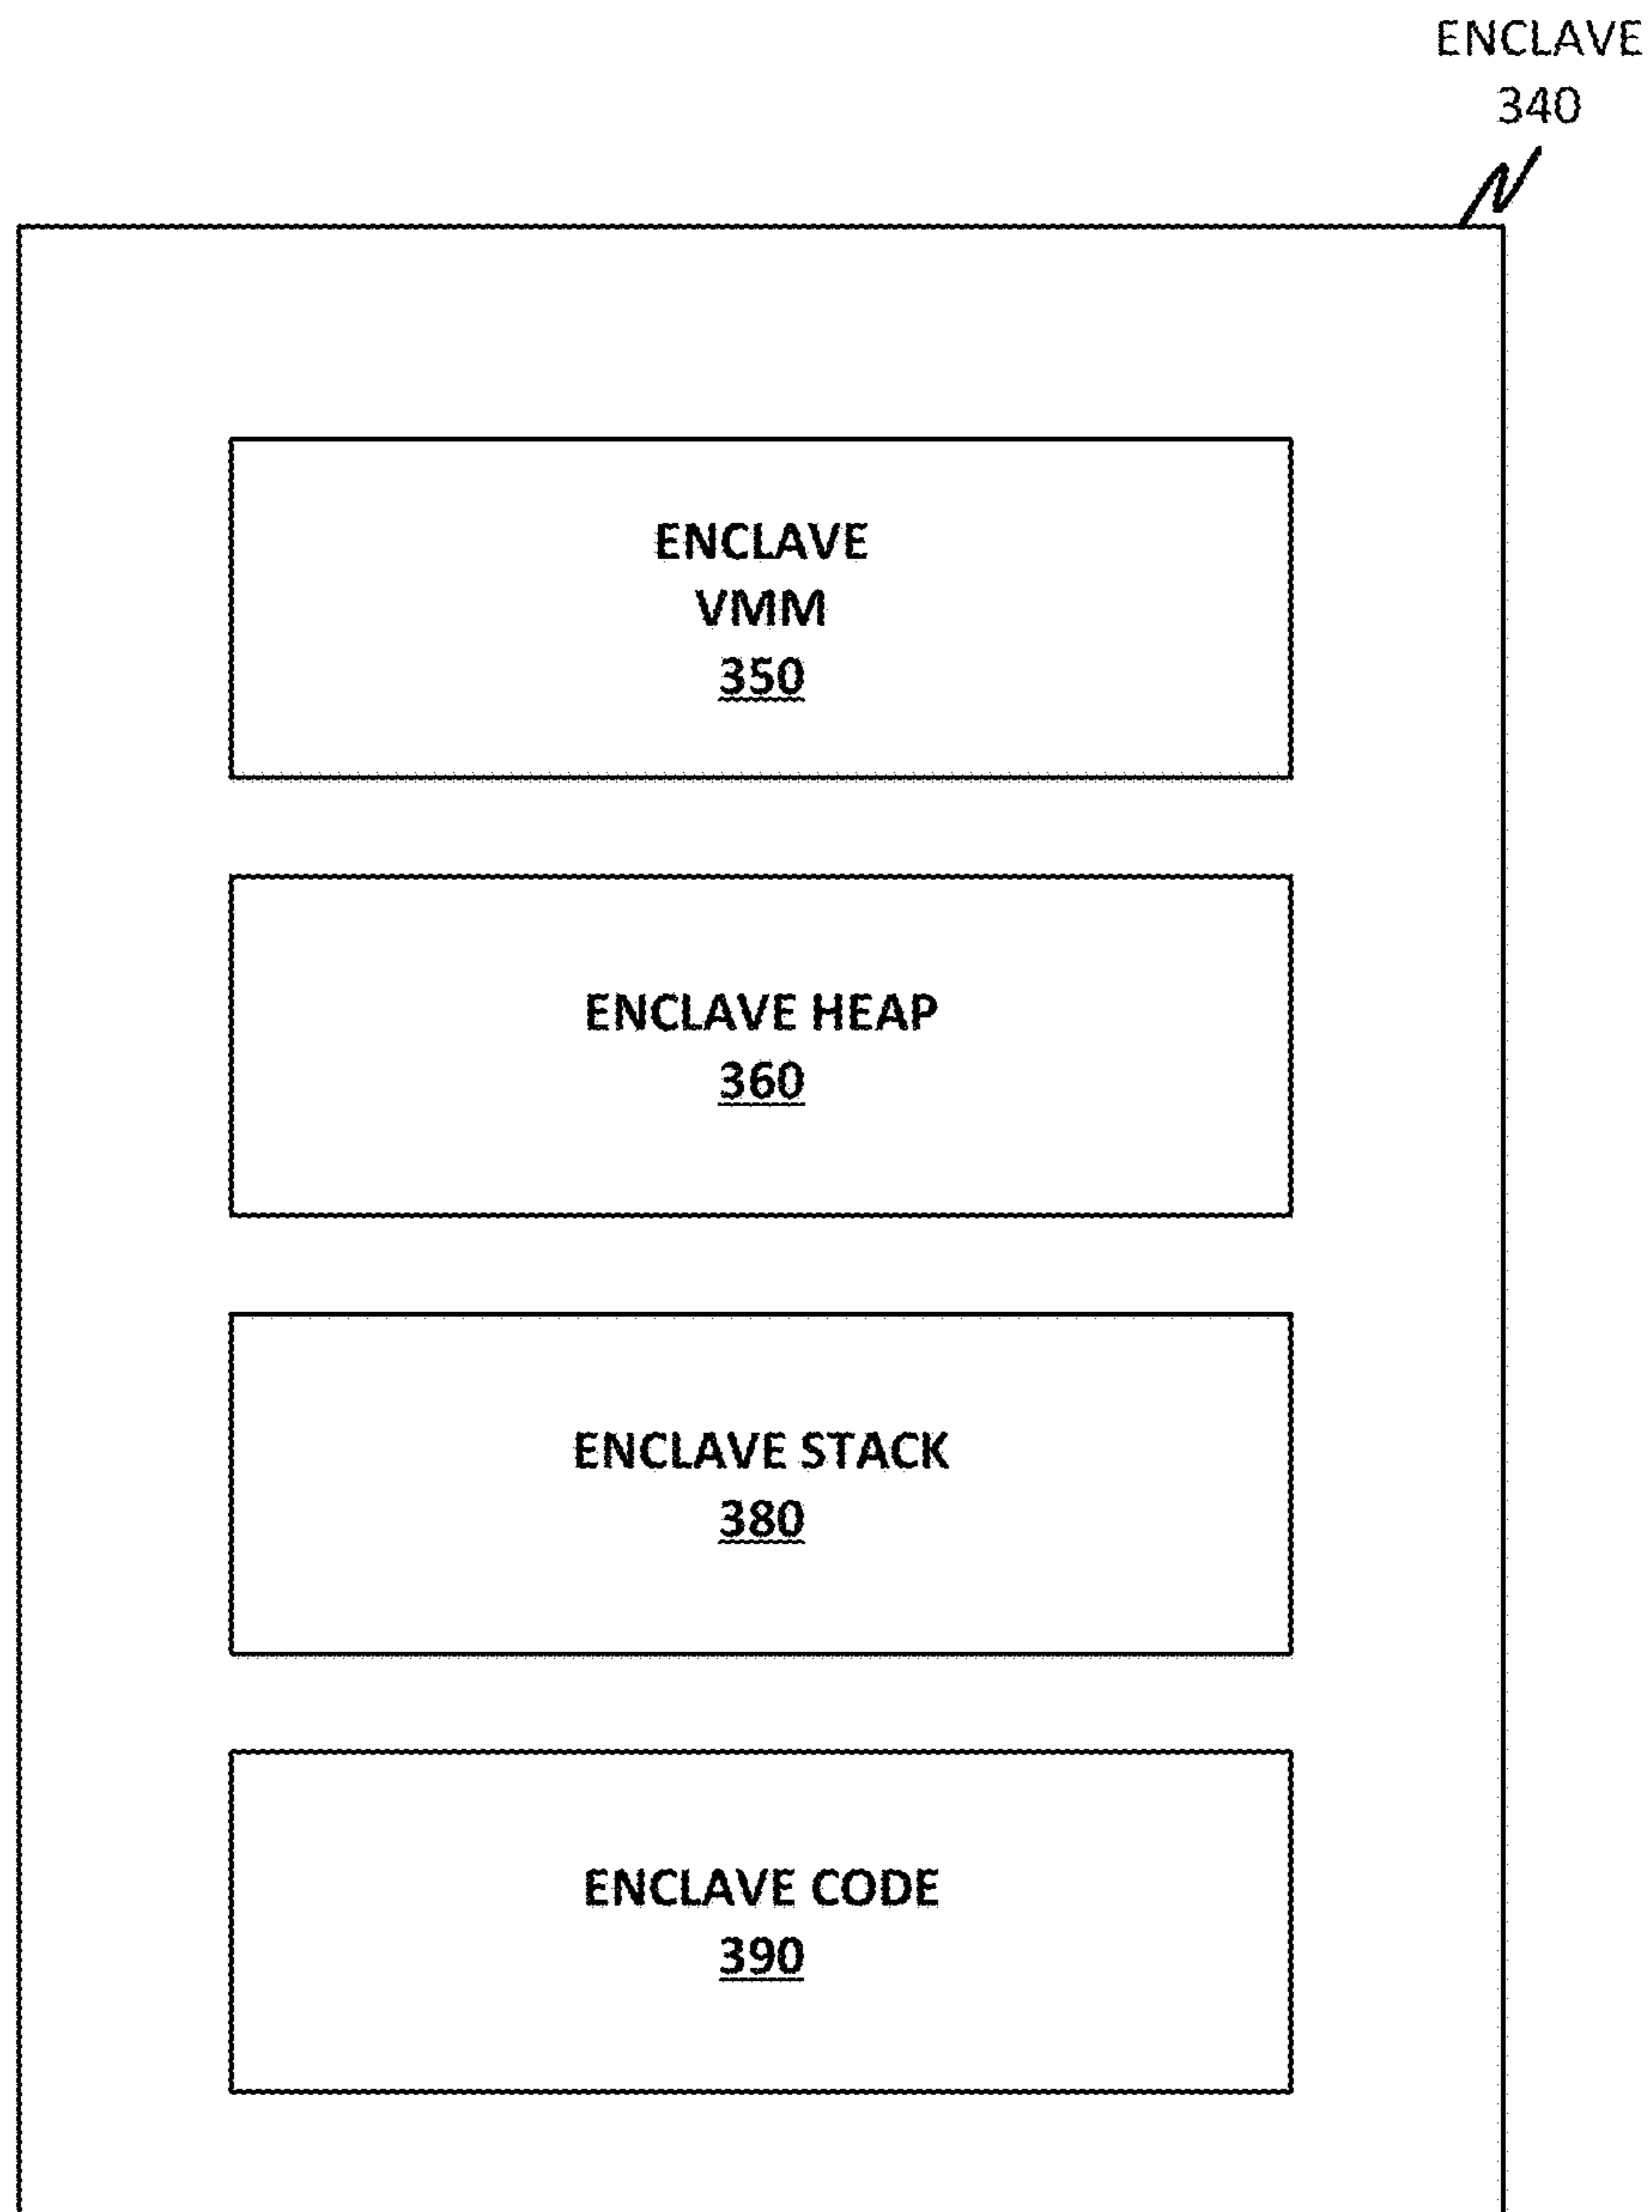 ENCLAVE
340
ENCLAVE
VMM
350
ENCLAVE HEAP
360
ENCLAVE STACK
380
ENCLAVE CODE
390